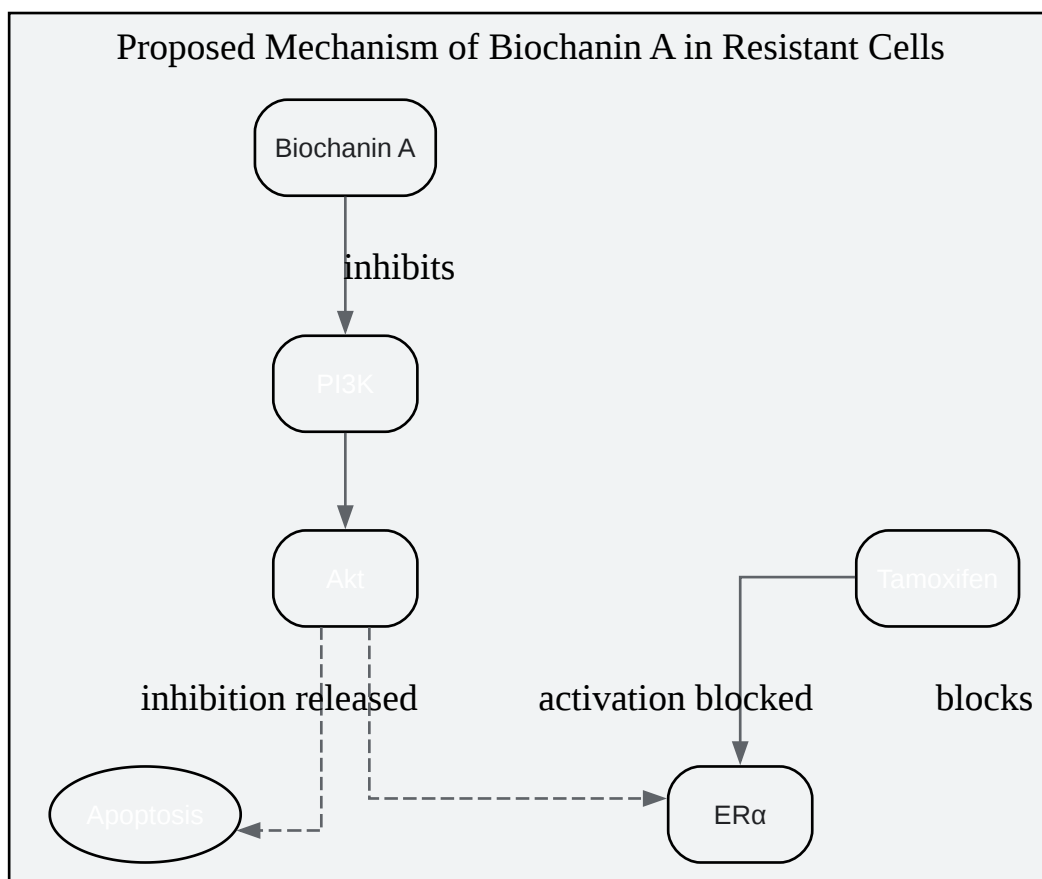 Proposed Mechanism of Biochanin A in Resistant Cells
Biochanin A
inhibits
PI3K
Akt
Tamoxifen
inhibition released
activation blocked
blocks
Apoptosis
ERα